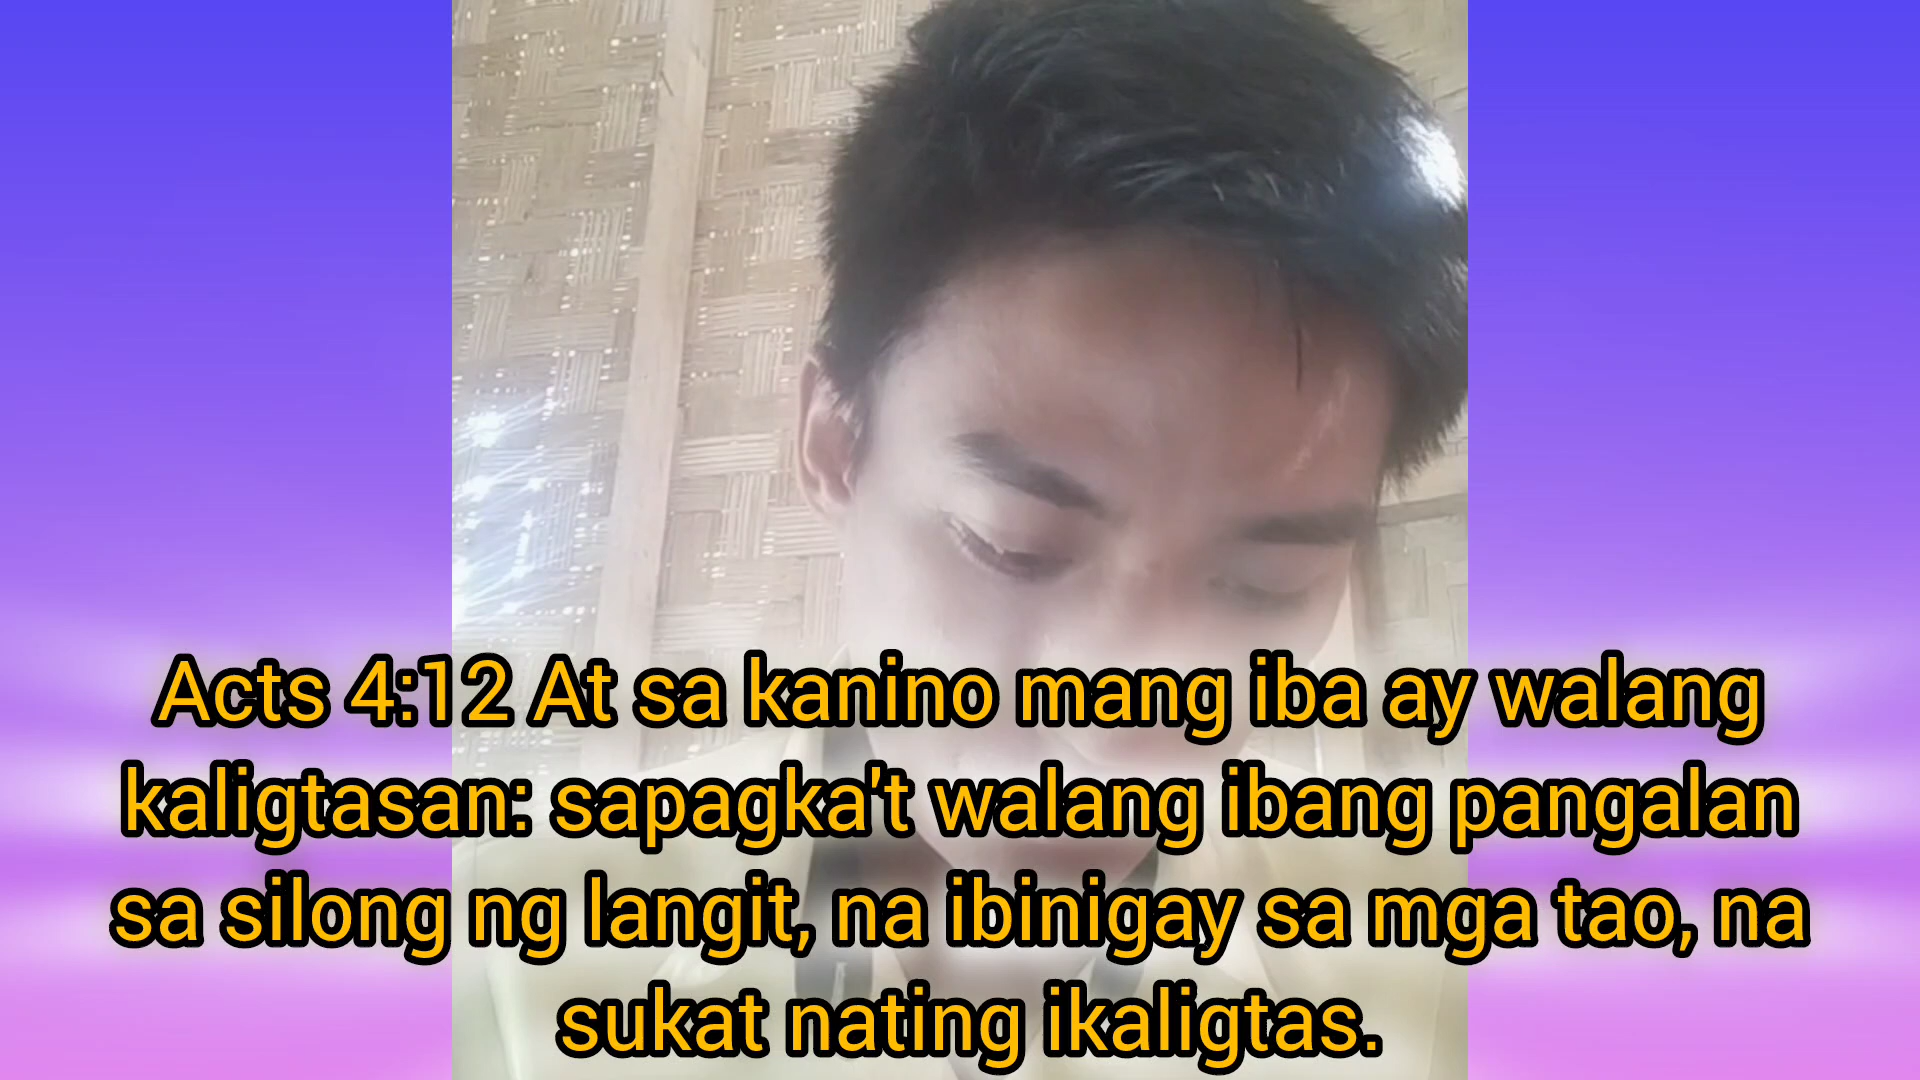 Acts 4:12 At sa kanino mang iba ay walang
kaligtasan: sapagka't walang ibang pangalan
sa silong ng langit, na ibinigay sa mga tao, na
sukat nating ikaligtas.